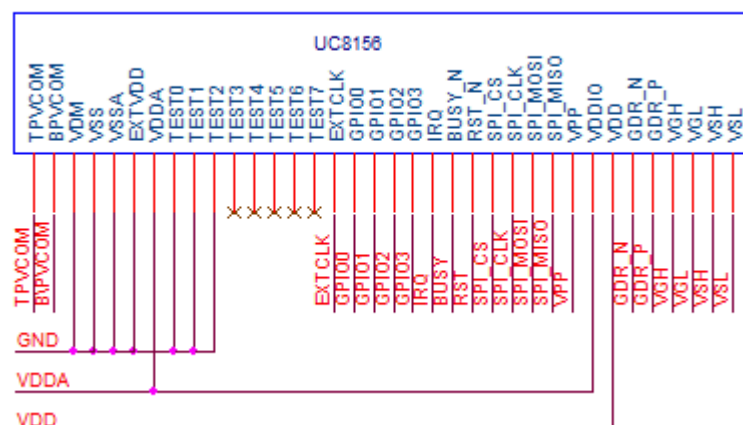 UC8156
TPVCOM
BPVCOM
VDM
VSS
VSSA
EXTVDD
VDDA
TEST0
TEST1
TEST2
TEST3
TEST4
TEST5
TEST6
TEST7
EXTCLK
GPIO0
GPIO1
GPIO2
GPIO3
IRQ
BUSY_N
RST_N
SPI_CS
SPI_CLK
SPI_MOSI
SPI_MISO
VPP
VDDIO
VDD
GDR_N
GDR_P
VGH
VGL
VSH
VSL
TPVCOM
B\PVCOM
EXTCLK
GPIO0
GPIO1
GPIO2
GPIO3
IRQ
BUSY
RST
SPI_CS
SPI_CLK
SPI_MOSI
SPI_MISO
VPP
GDR_N
GDR_P
VGH
VGL
VSH
VSL
GND
VDDA
VDD